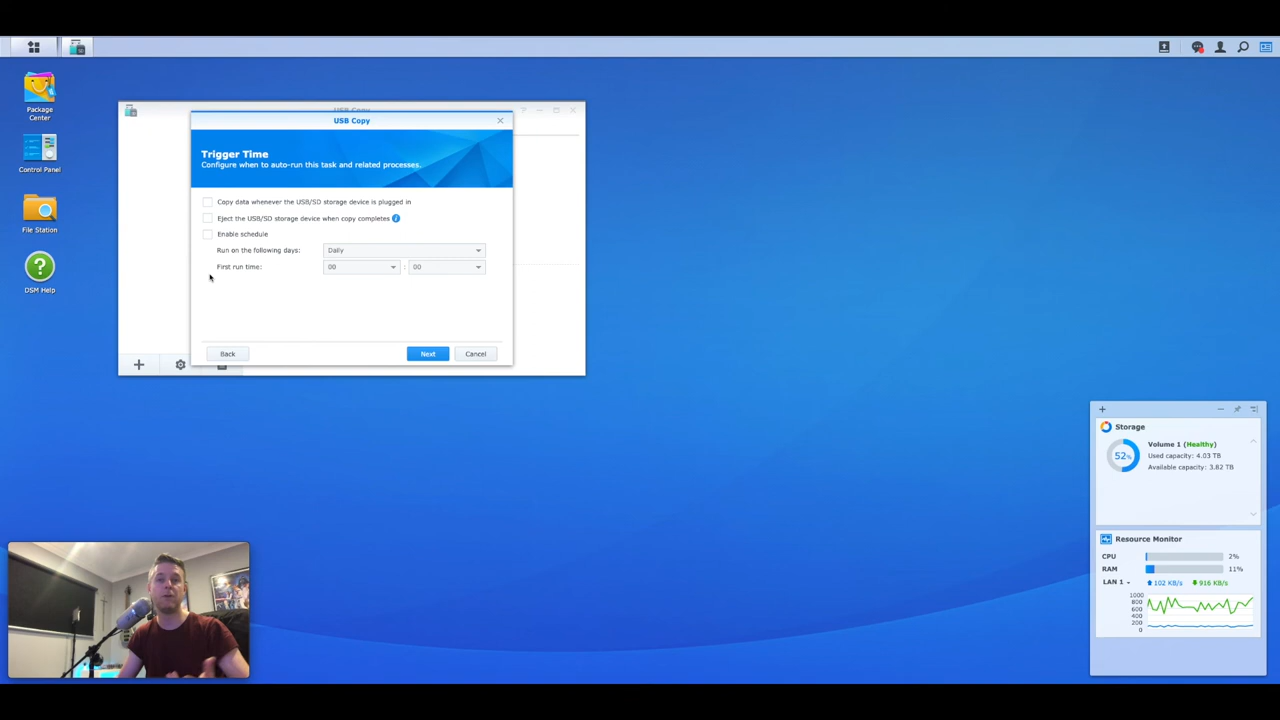 Package
Center
Control Panel
File Station
?
DSM Help
USB Copy
Trigger Time
Configure when to auto-run this task and related processes.
Copy data whenever the USB/SD storage device is plugged in
Eject the USB/SD storage device when copy completes
Enable schedule
Run on the following days: Daily
First run time: 00 : 00
Back Next Cancel
Storage
52%
Volume 1 (Healthy)
Used capacity: 4.03 TB
Available capacity: 3.82 TB
Resource Monitor
CPU 2%
RAM 11%
LAN 1 102 KB/s 916 KB/s
1000
800
600
400
200
0